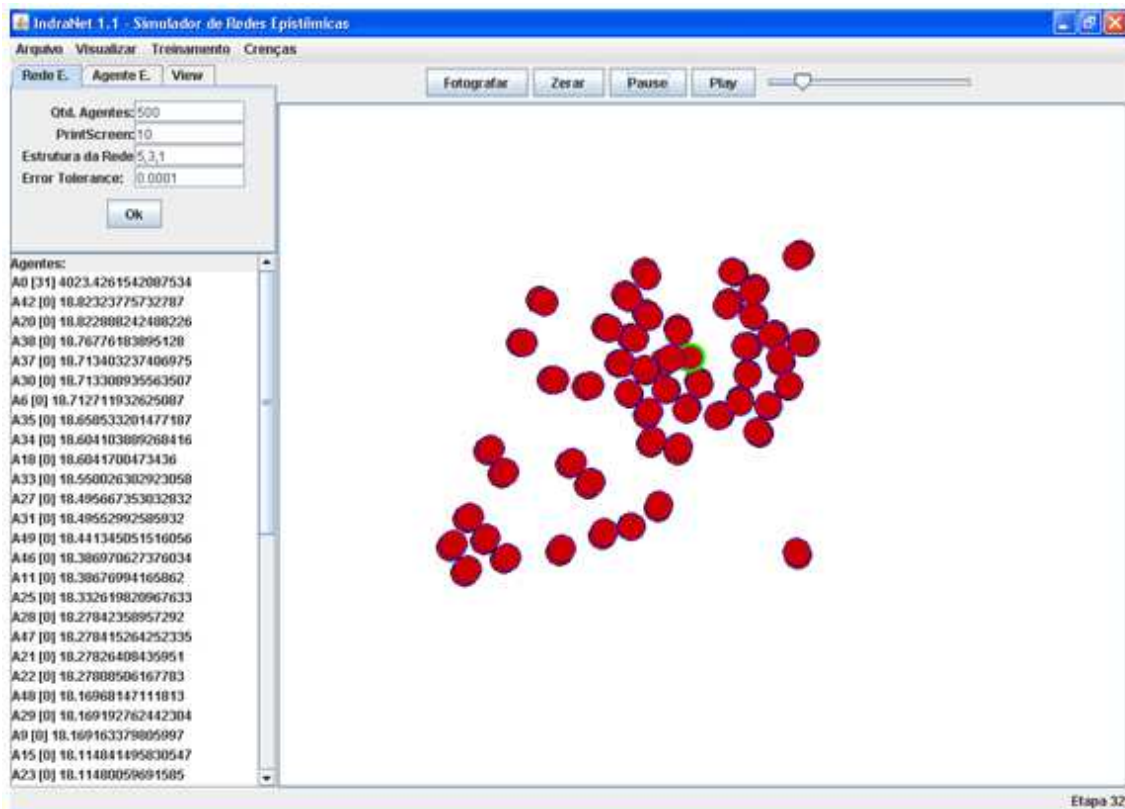 IndraNet 1.1 - Simulador de Redes Epistêmicas
Arquivo Visualizar Treinamento Crenças
Rede E. Agente E. View
Fotografar Zerar Pause Play
Qtd. Agentes: 500
PrintScreen: 10
Estrutura da Rede 5,3,1
Error Tolerance: 0.0001
Ok
Agentes:
A0 [31] 4023.4261542087534
A42 [0] 18.82323775732787
A20 [0] 18.822808242488226
A38 [0] 18.76776183895128
A37 [0] 18.713403237406975
A30 [0] 18.713308935563507
A6 [0] 18.712711932625087
A35 [0] 18.658533201477187
A34 [0] 18.604103889268416
A18 [0] 18.6041700473436
A33 [0] 18.550026302923058
A27 [0] 18.495667353032832
A31 [0] 18.49552992585932
A49 [0] 18.441345051516056
A46 [0] 18.386970627376034
A11 [0] 18.38676994165862
A25 [0] 18.332619820967633
A28 [0] 18.27842358957292
A47 [0] 18.278415264252335
A21 [0] 18.27826408435951
A22 [0] 18.27808506167783
A48 [0] 18.16968147111813
A29 [0] 18.169192762442304
A9 [0] 18.169163379805997
A15 [0] 18.114841495830547
A23 [0] 18.11480059691585
Etapa 32